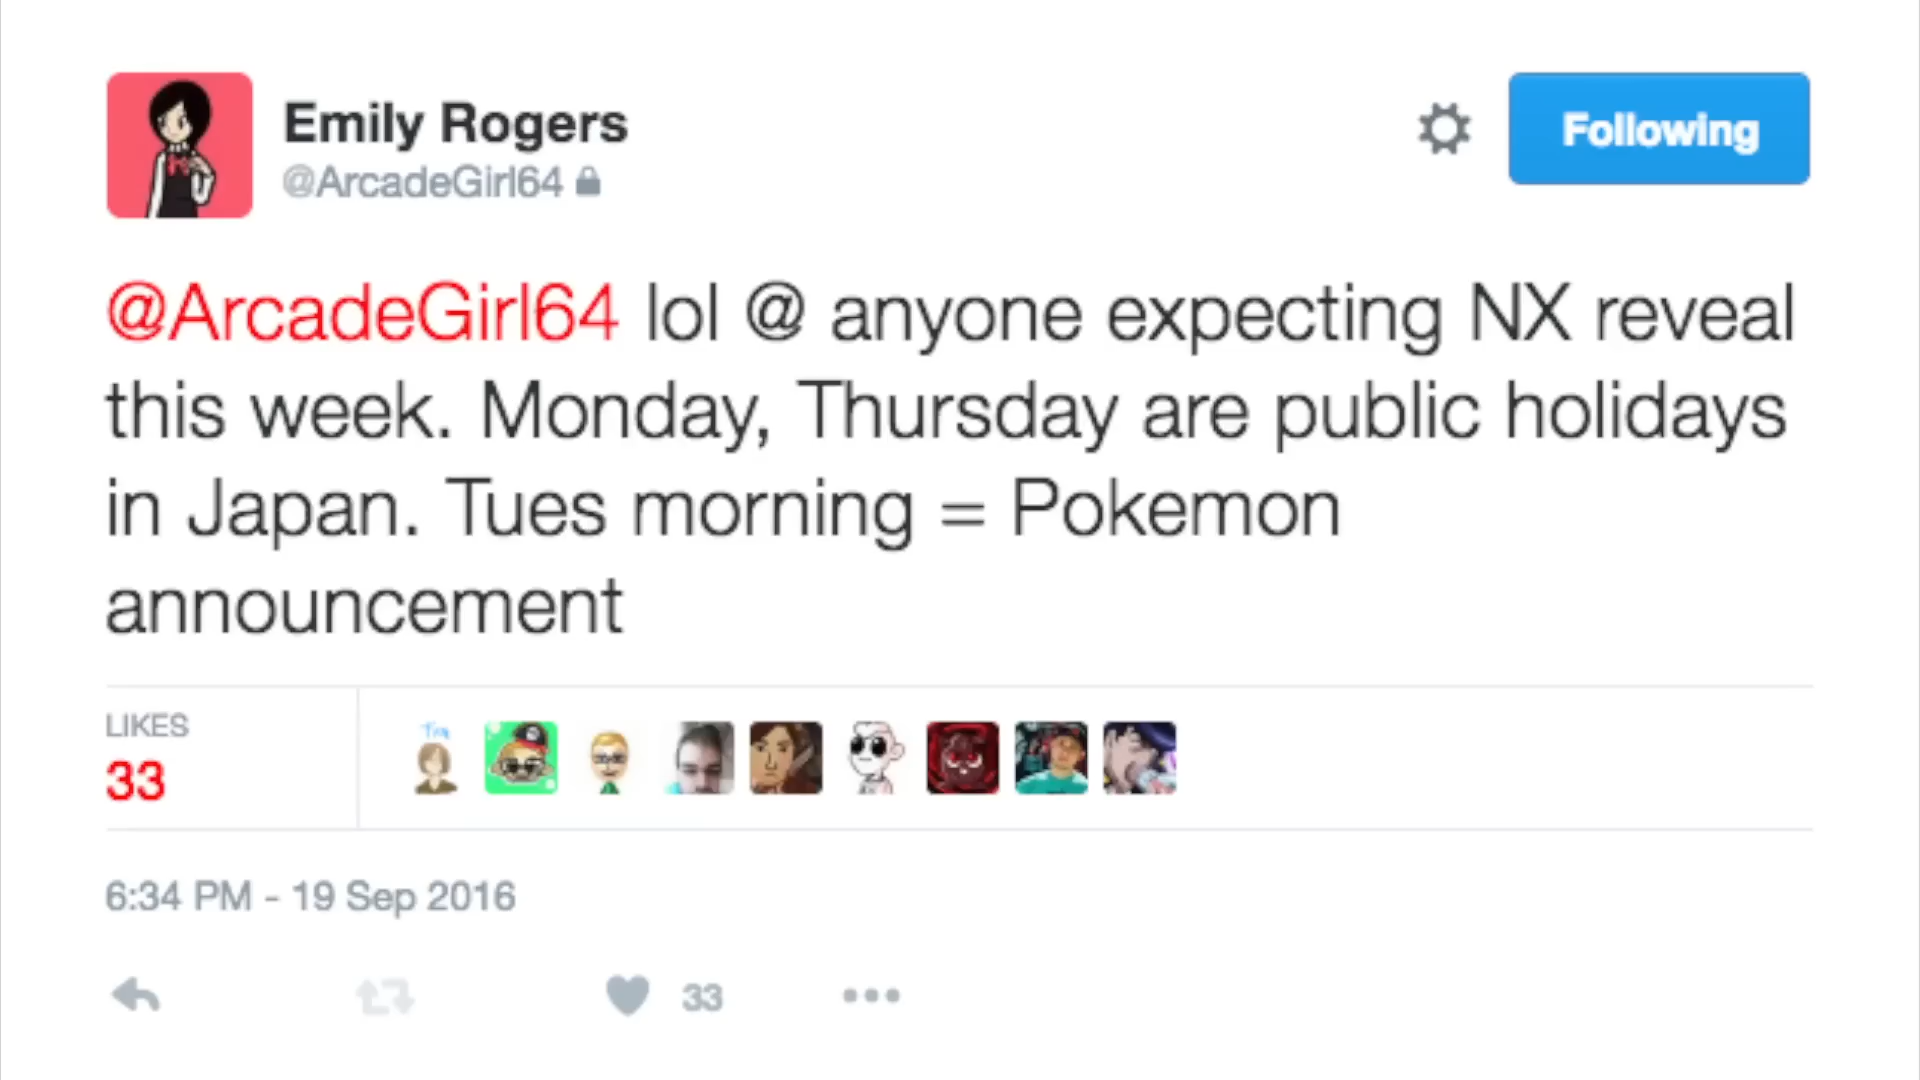 Emily Rogers
@ArcadeGirl64
Following
@ArcadeGirl64 lol @ anyone expecting NX reveal
this week. Monday, Thursday are public holidays
in Japan. Tues morning = Pokemon
announcement
LIKES
33
6:34 PM - 19 Sep 2016
33